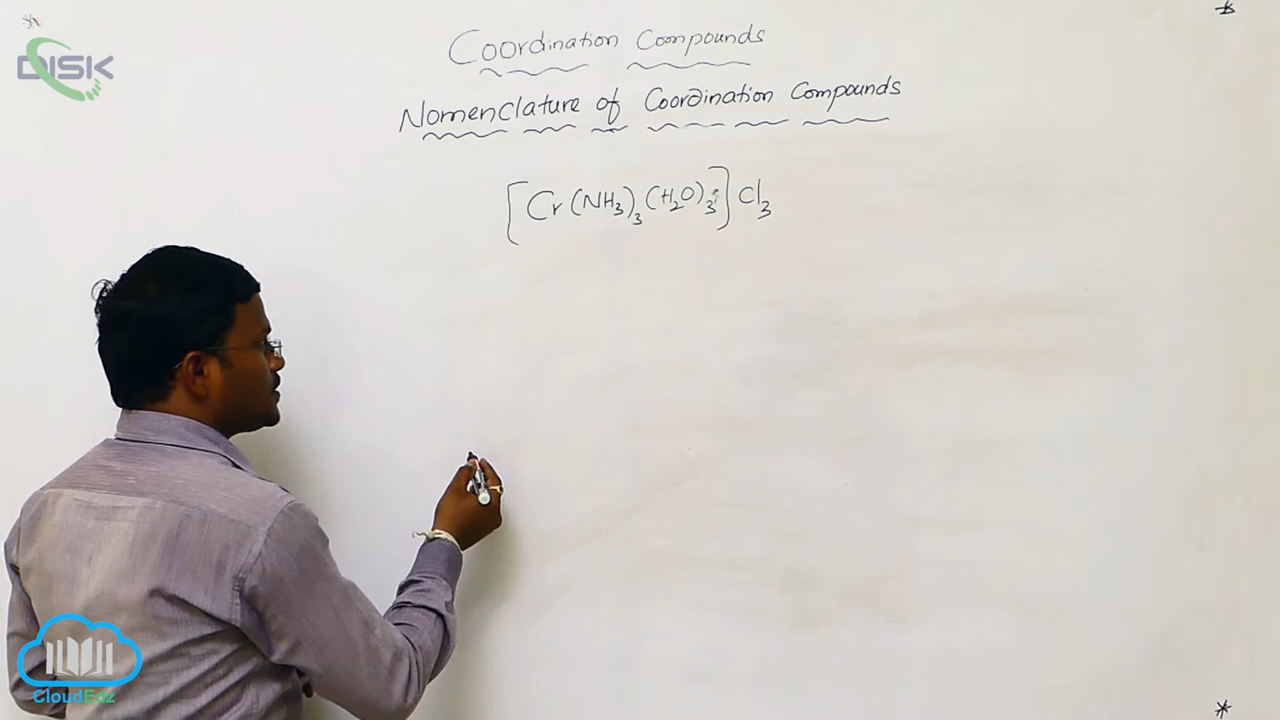 DISK
Coordination Compounds
Nomenclature of Coordination Compounds
[Cr(NH₃)₃(H₂O)₃]Cl₃
CloudEdz